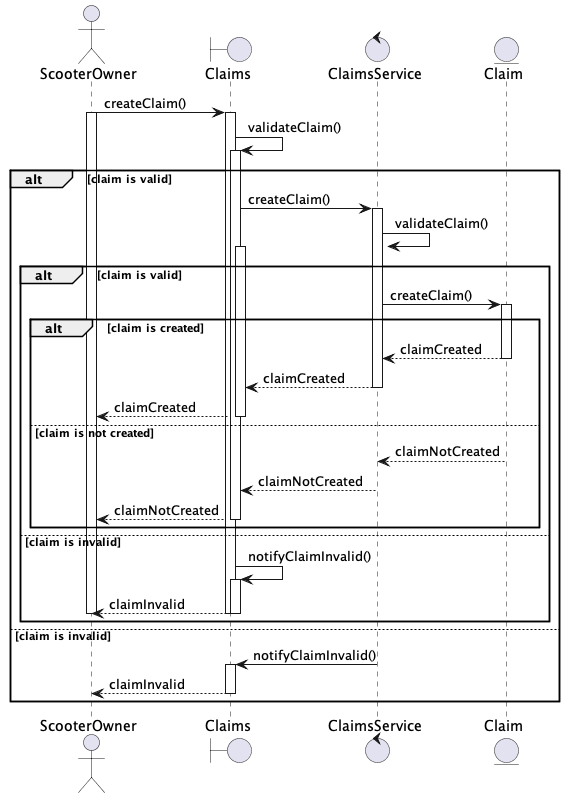 ScooterOwner Claims ClaimsService Claim
createClaim()
validateClaim()
alt [claim is valid]
createClaim()
validateClaim()
alt [claim is valid]
createClaim()
alt [claim is created]
claimCreated
claimCreated
claimCreated
[claim is not created]
claimNotCreated
claimNotCreated
claimNotCreated
[claim is invalid]
notifyClaimInvalid()
claimInvalid
[claim is invalid]
notifyClaimInvalid()
claimInvalid
ScooterOwner Claims ClaimsService Claim